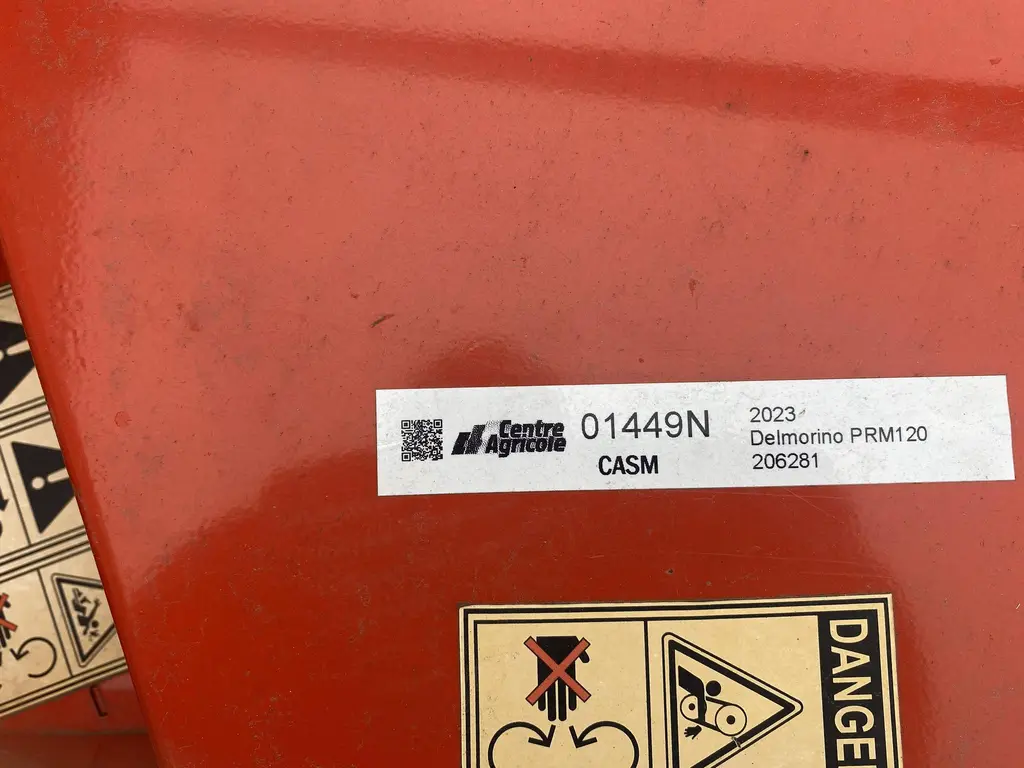 Centre
Agricole
01449N
CASM
2023
Delmorino PRM120
206281
DANGE